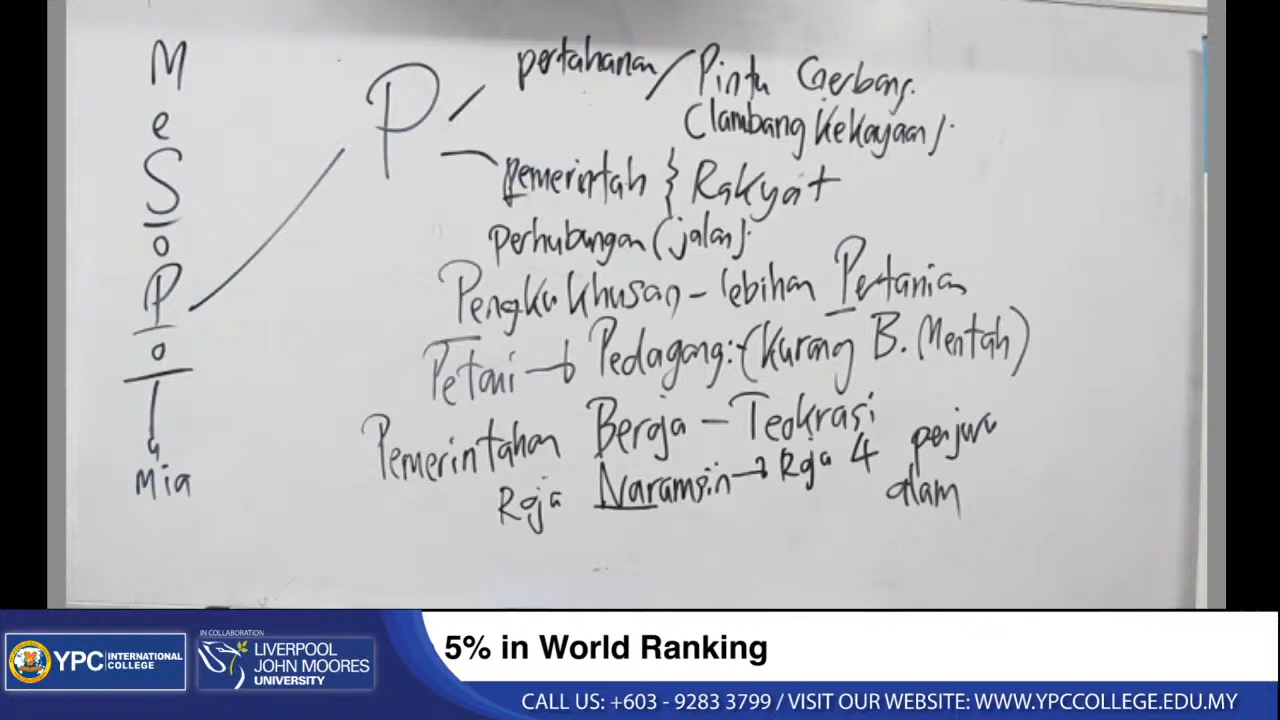 M
e
S
o
P
o
T
a
Mia
P
pertahanan / Pintu Gerbang.
(lambang kekayaan).
pemerintah } Rakyat
perhubungan (jalan).
Pengkukhusan - lebihan Pertanian
Petani → Pedagang:- (Kurang B. Mentah)
Pemerintahan Beraja - Teokrasi
Raja Naramsin → Raja 4 penjuru
alam
YPC INTERNATIONAL COLLEGE
IN COLLABORATION
LIVERPOOL
JOHN MOORES
UNIVERSITY
5% in World Ranking
CALL US: +603 - 9283 3799 / VISIT OUR WEBSITE: WWW.YPCCOLLEGE.EDU.MY